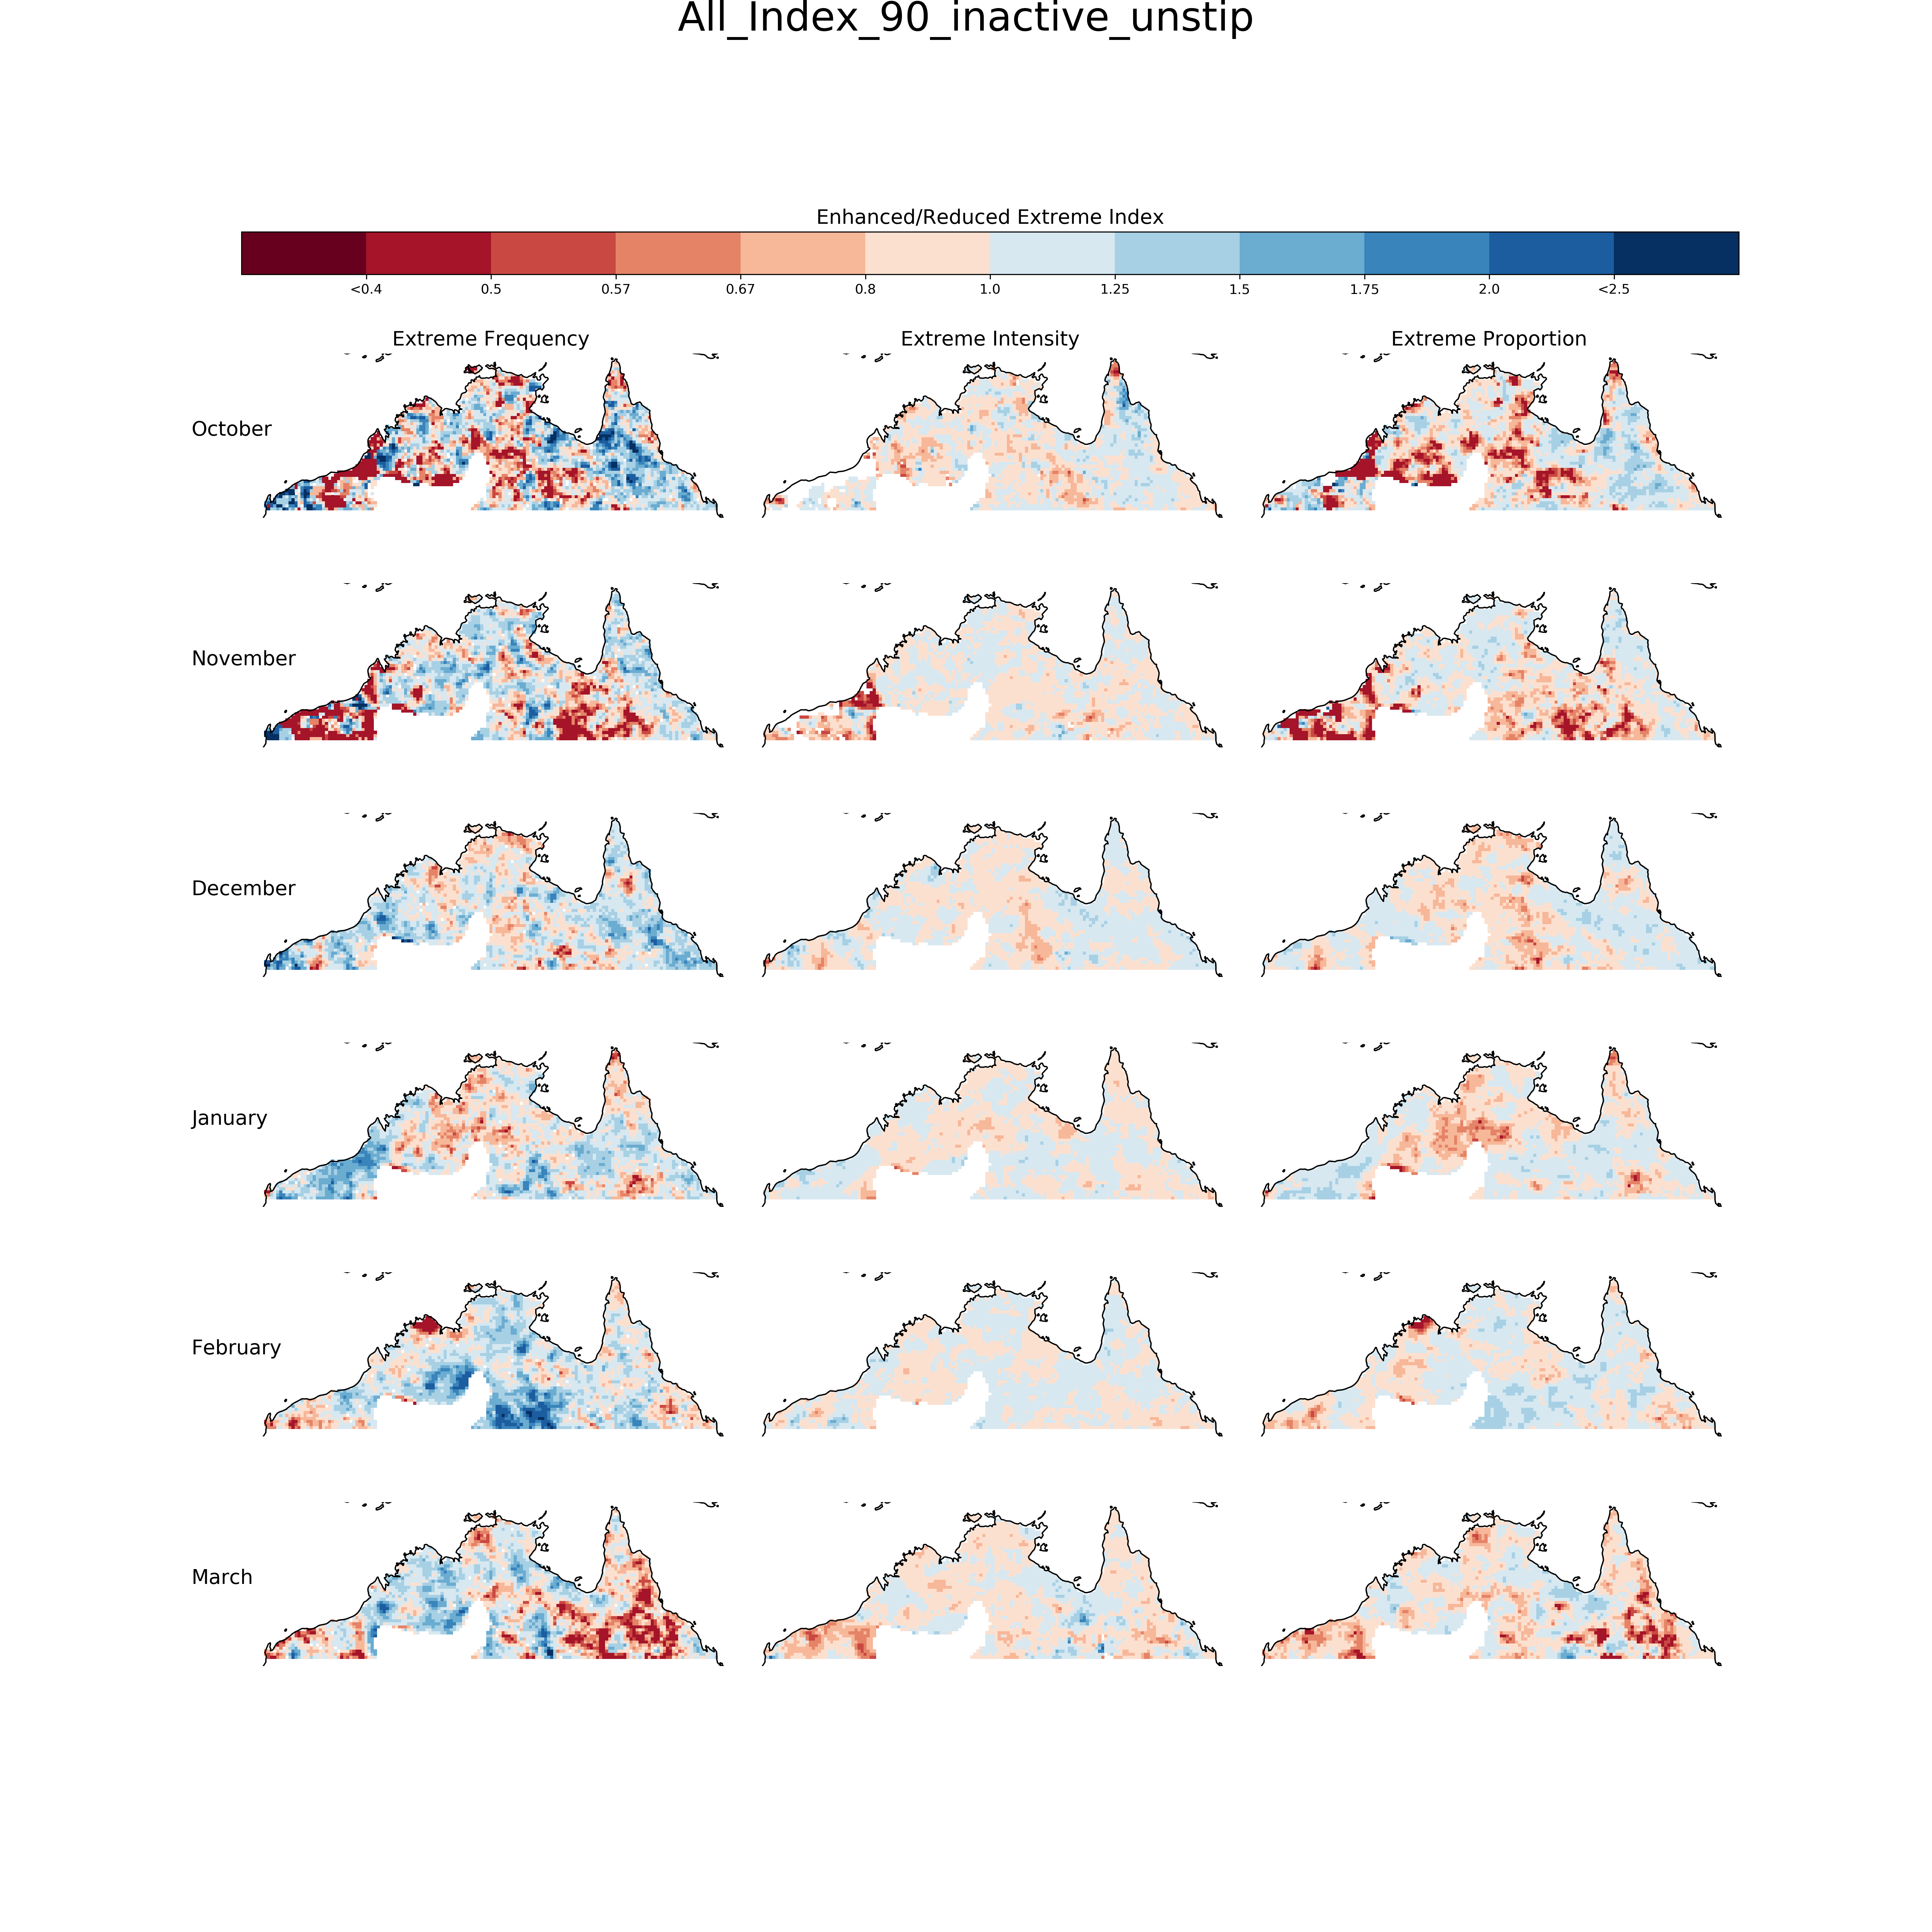 All_Index_90_inactive_unstip
Enhanced/Reduced Extreme Index
<0.4 0.5 0.57 0.67 0.8 1.0 1.25 1.5 1.75 2.0 <2.5
Extreme Frequency Extreme Intensity Extreme Proportion
October
November
December
January
February
March